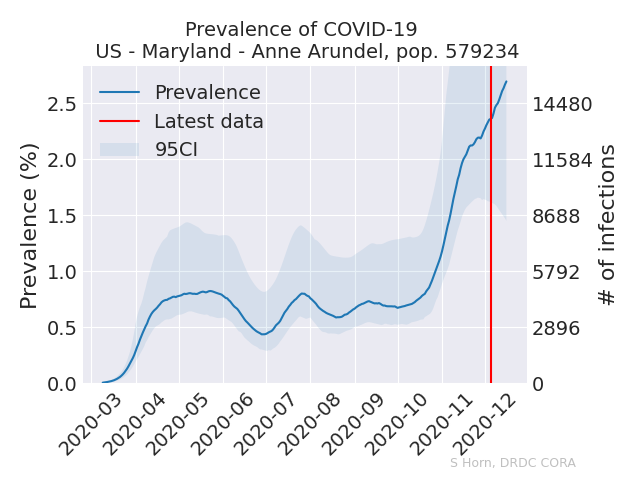 Prevalence of COVID-19
US - Maryland - Anne Arundel, pop. 579234
Prevalence
Latest data
95CI
Prevalence (%)
2.5
2.0
1.5
1.0
0.5
0.0
14480
11584
8688
5792
2896
0
# of infections
2020-03
2020-04
2020-05
2020-06
2020-07
2020-08
2020-09
2020-10
2020-11
2020-12
S Horn, DRDC CORA